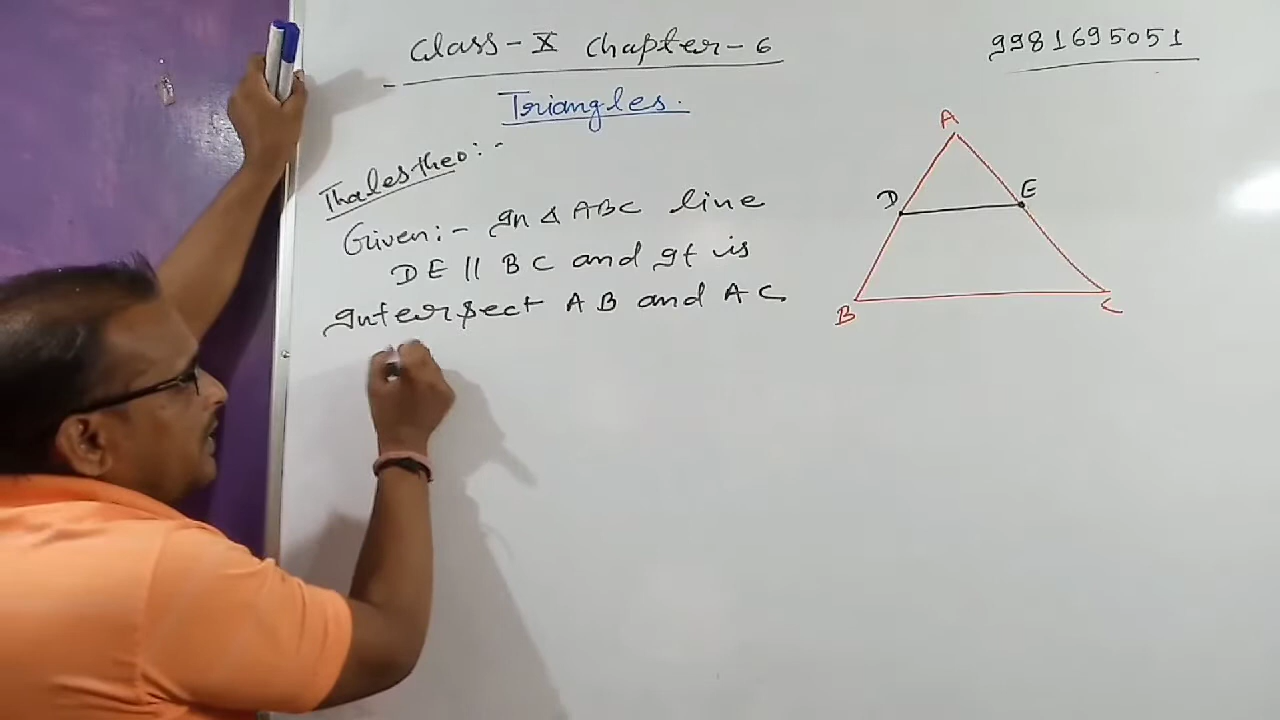 Class-X Chapter-6
9981695051
Triangles.
Thales theo:-
Given:- In △ ABC line
DE || BC and It is
Intersect AB and AC
A
D
E
B
C